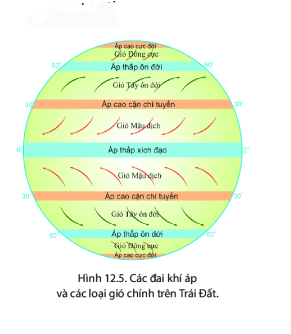 Áp cao cực đới
Gió Đông cực
60° 60°
Áp thấp ôn đới
Gió Tây ôn đới
30° 30°
Áp cao cận chí tuyến
Gió Mậu dịch
0° 0°
Áp thấp xích đạo
Gió Mậu dịch
30° 30°
Áp cao cận chí tuyến
Gió Tây ôn đới
Áp thấp ôn đới
60° 60°
Gió Đông cực
Áp cao cực đới
Hình 12.5. Các đai khí áp
và các loại gió chính trên Trái Đất.